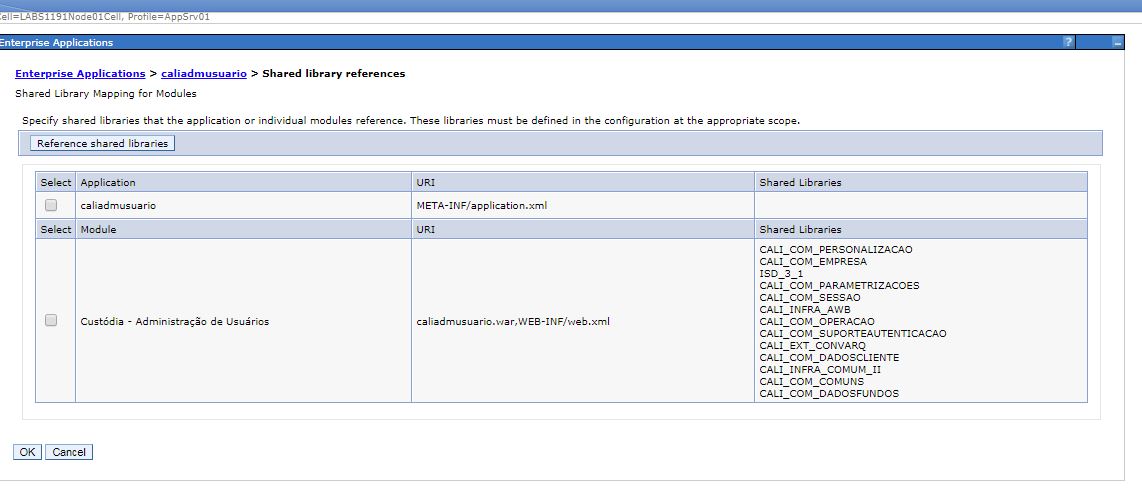 Cell=LABS1191Node01Cell, Profile=AppSrv01
Enterprise Applications ? –
Enterprise Applications > caliadmusuario > Shared library references
Shared Library Mapping for Modules
Specify shared libraries that the application or individual modules reference. These libraries must be defined in the configuration at the appropriate scope.
Reference shared libraries
Select Application URI Shared Libraries
caliadmusuario META-INF/application.xml
Select Module URI Shared Libraries
Custódia - Administração de Usuários caliadmusuario.war,WEB-INF/web.xml
CALI_COM_PERSONALIZACAO
CALI_COM_EMPRESA
ISD_3_1
CALI_COM_PARAMETRIZACOES
CALI_COM_SESSAO
CALI_INFRA_AWB
CALI_COM_OPERACAO
CALI_COM_SUPORTEAUTENTICACAO
CALI_EXT_CONVARQ
CALI_COM_DADOSCLIENTE
CALI_INFRA_COMUM_II
CALI_COM_COMUNS
CALI_COM_DADOSFUNDOS
OK Cancel